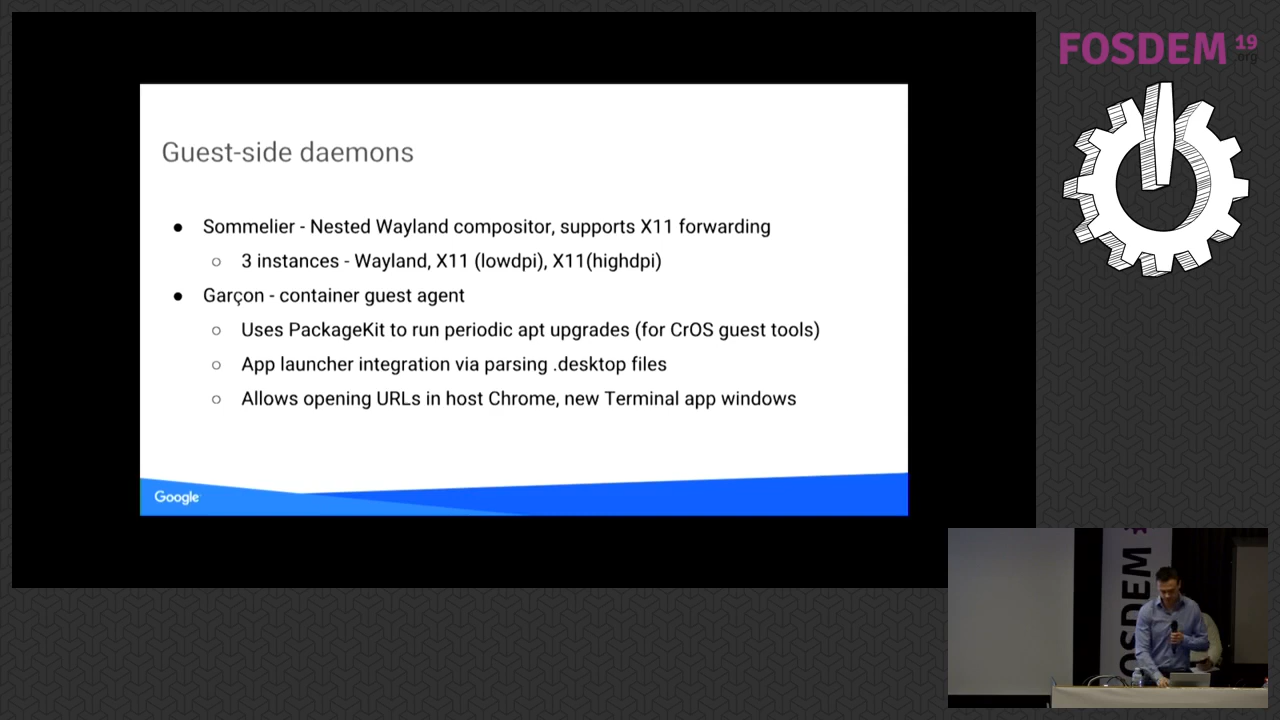 FOSDEM 19
.org
Guest-side daemons
● Sommelier - Nested Wayland compositor, supports X11 forwarding
○ 3 instances - Wayland, X11 (lowdpi), X11(highdpi)
● Garçon - container guest agent
○ Uses PackageKit to run periodic apt upgrades (for CrOS guest tools)
○ App launcher integration via parsing .desktop files
○ Allows opening URLs in host Chrome, new Terminal app windows
Google
FOSDEM